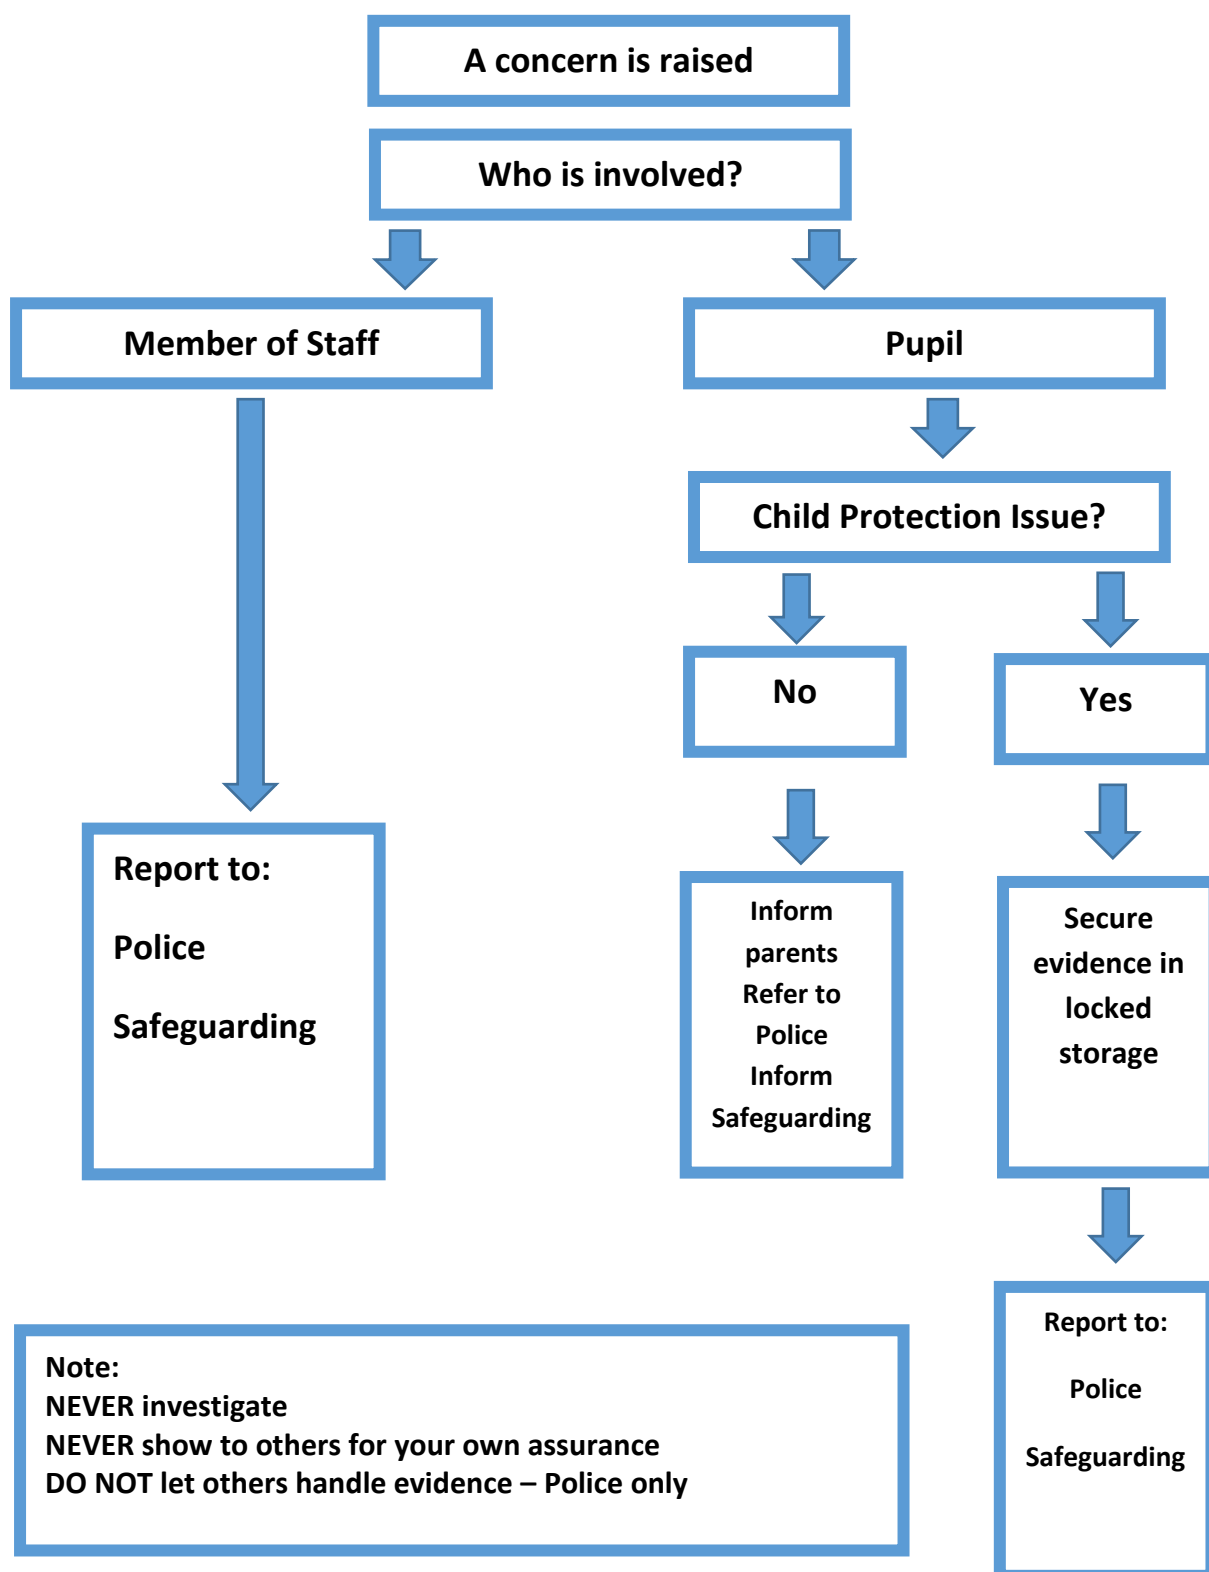 A concern is raised
Who is involved?
Member of Staff
Pupil
Child Protection Issue?
No
Yes
Report to:
Police
Safeguarding
Inform
parents
Refer to
Police
Inform
Safeguarding
Secure
evidence in
locked
storage
Report to:
Police
Safeguarding
Note:
NEVER investigate
NEVER show to others for your own assurance
DO NOT let others handle evidence – Police only